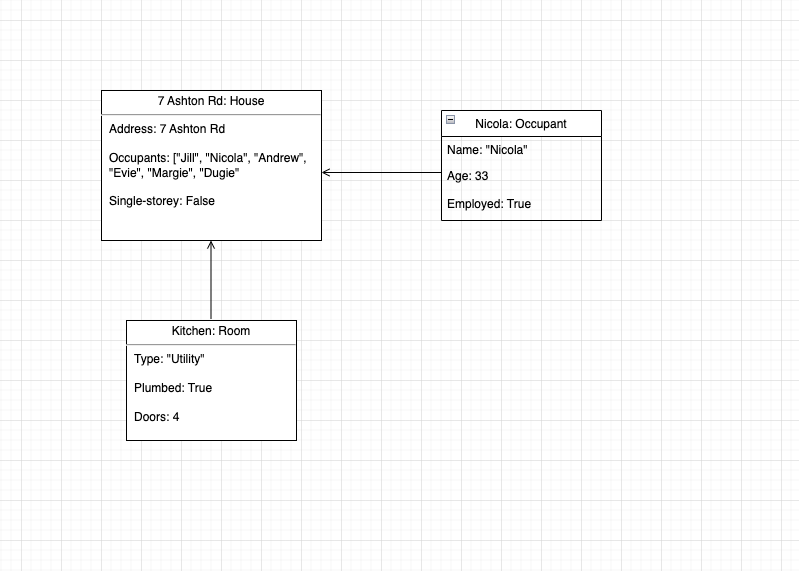 7 Ashton Rd: House
Address: 7 Ashton Rd
Occupants: ["Jill", "Nicola", "Andrew",
"Evie", "Margie", "Dugie"
Single-storey: False
Nicola: Occupant
Name: "Nicola"
Age: 33
Employed: True
Kitchen: Room
Type: "Utility"
Plumbed: True
Doors: 4